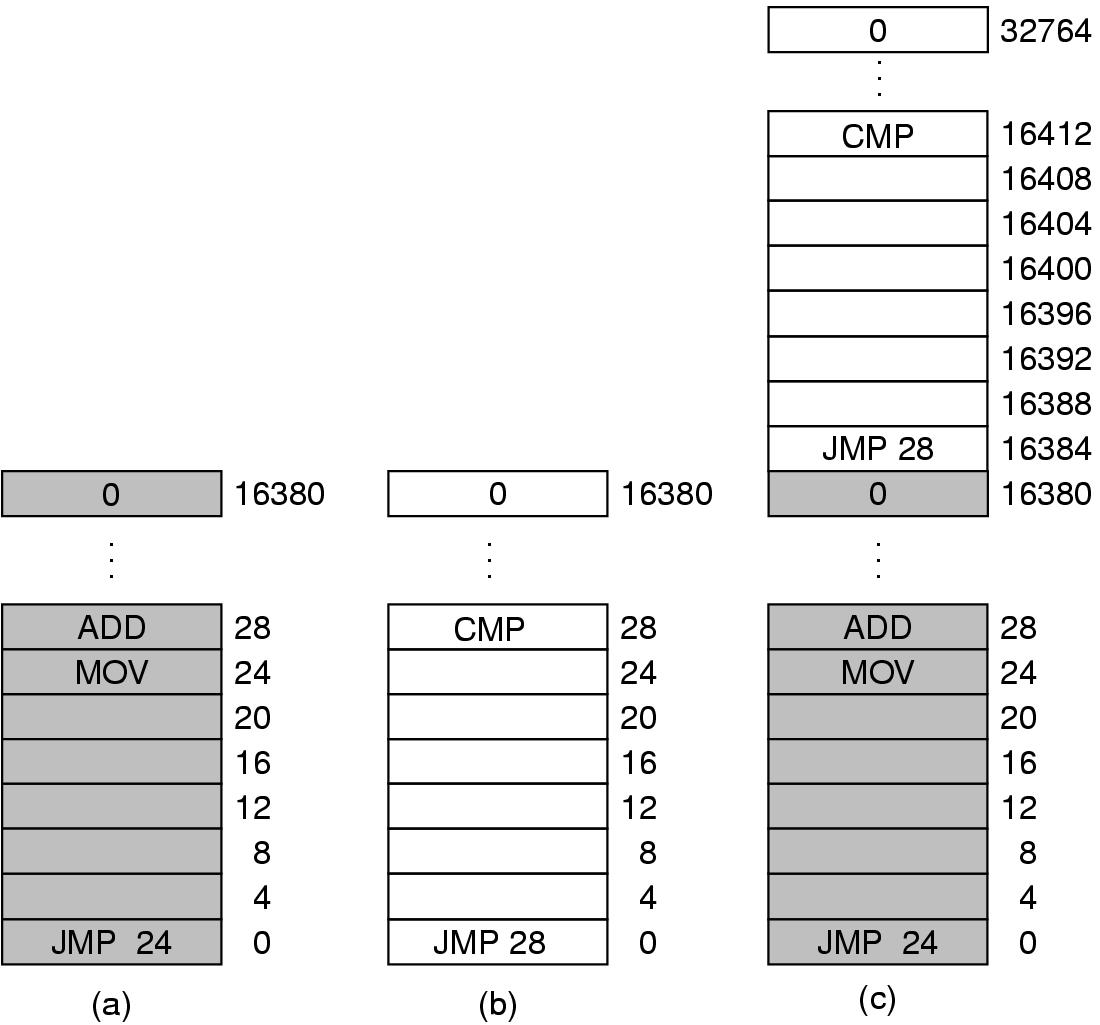 0 32764
CMP 16412
16408
16404
16400
16396
16392
16388
JMP 28 16384
0 16380 0 16380 0 16380
ADD 28 CMP 28 ADD 28
MOV 24 24 MOV 24
20 20 20
16 16 16
12 12 12
8 8 8
4 4 4
JMP 24 0 JMP 28 0 JMP 24 0
(a) (b) (c)